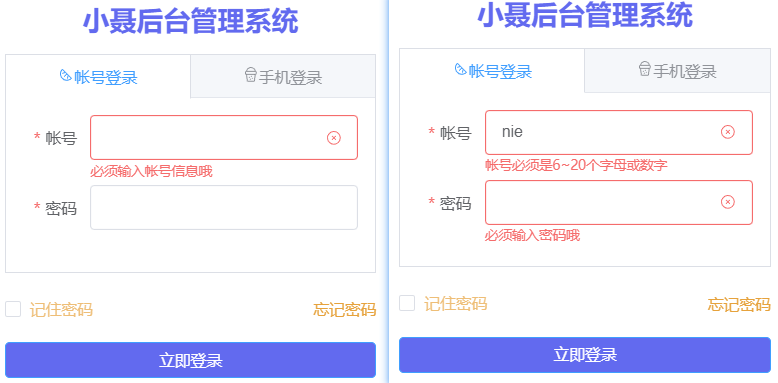 小聂后台管理系统
帐号登录
手机登录
* 帐号
必须输入帐号信息哦
* 密码
记住密码
忘记密码
立即登录
小聂后台管理系统
帐号登录
手机登录
* 帐号 nie
帐号必须是6~20个字母或数字
* 密码
必须输入密码哦
记住密码
忘记密码
立即登录